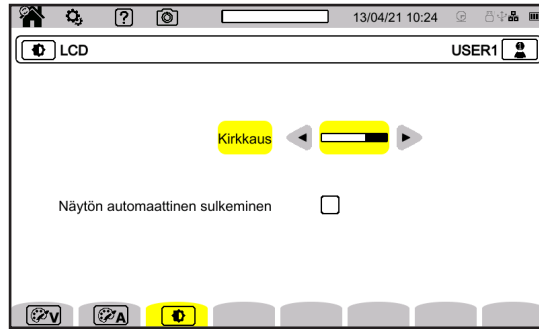 ? 13/04/21 10:24
LCD USER1
Kirkkaus
Näytön automaattinen sulkeminen
V A